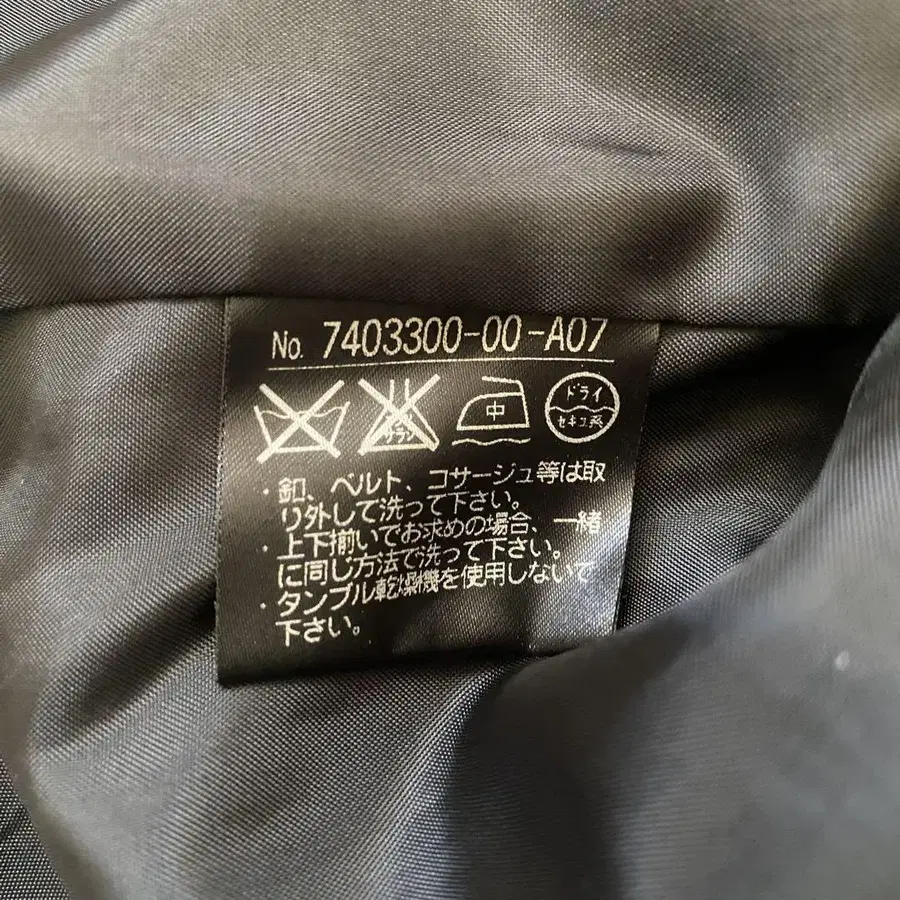 No. 7403300-00-A07
サラシ 中 ドライ
セキユ系
・釦、ベルト、コサージュ等は取
り外して洗って下さい。
・上下揃いでお求めの場合、一緒
に同じ方法で洗って下さい。
・タンブル乾燥機を使用しないで
下さい。